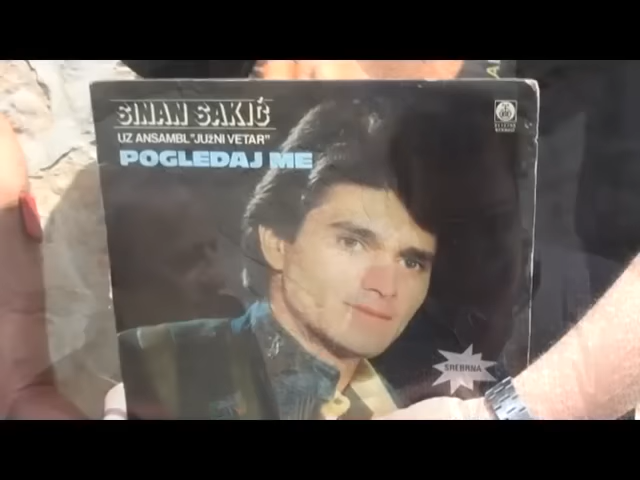 SINAN SAKIĆ
UZ ANSAMBL "JUŽNI VETAR"
POGLEDAJ ME
SREBRNA